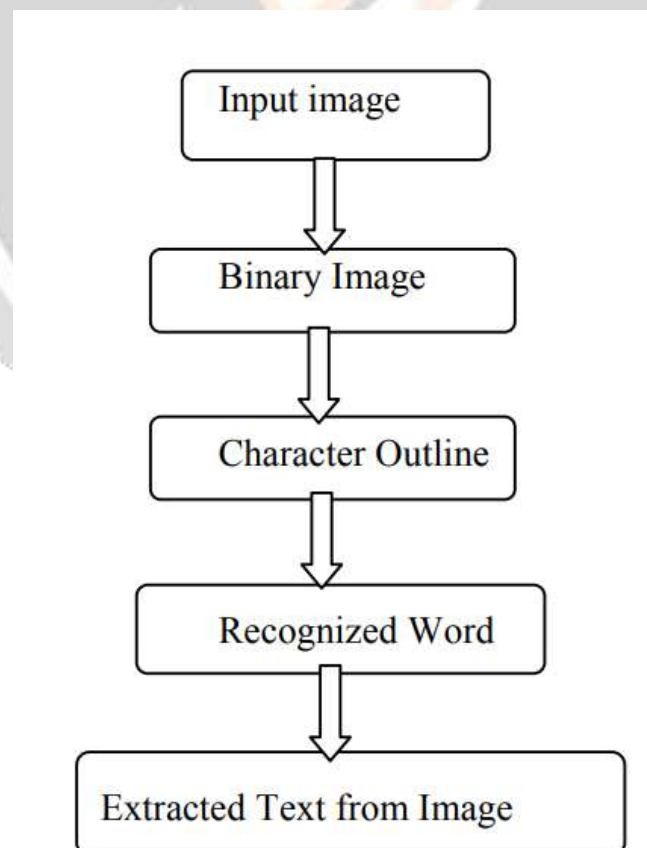 Input image
Binary Image
Character Outline
Recognized Word
Extracted Text from Image